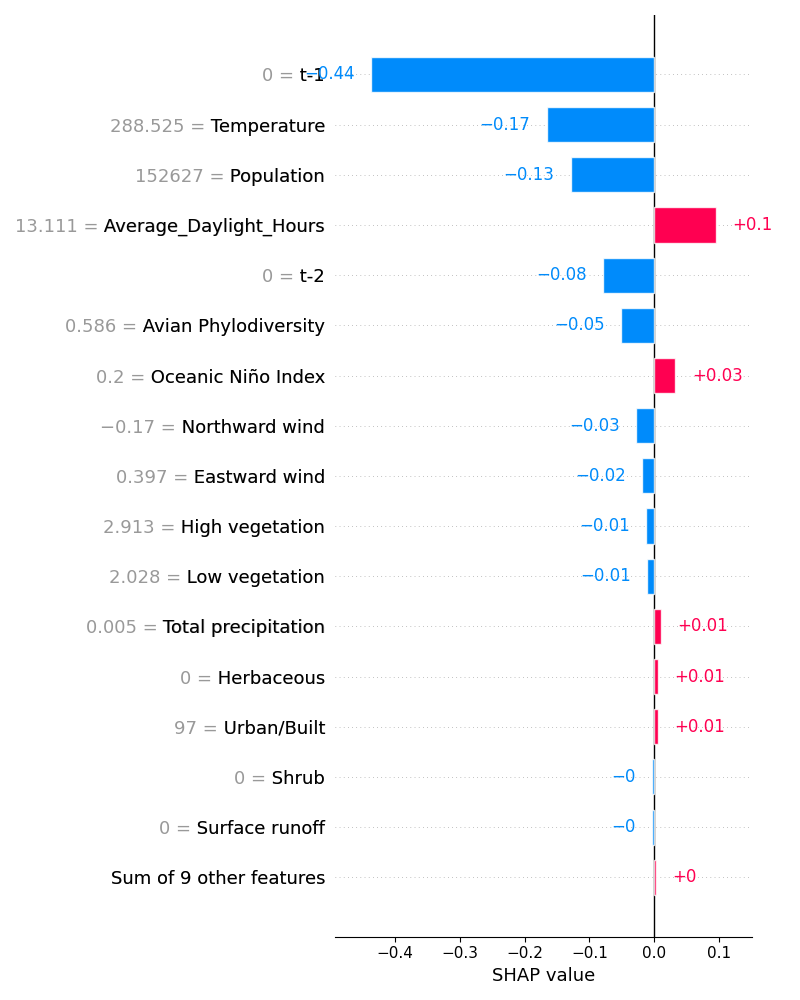 0 = t-1 −0.44
288.525 = Temperature −0.17
152627 = Population −0.13
13.111 = Average_Daylight_Hours +0.1
0 = t-2 −0.08
0.586 = Avian Phylodiversity −0.05
0.2 = Oceanic Niño Index +0.03
−0.17 = Northward wind −0.03
0.397 = Eastward wind −0.02
2.913 = High vegetation −0.01
2.028 = Low vegetation −0.01
0.005 = Total precipitation +0.01
0 = Herbaceous +0.01
97 = Urban/Built +0.01
0 = Shrub −0
0 = Surface runoff −0
Sum of 9 other features +0
−0.4 −0.3 −0.2 −0.1 0.0 0.1
SHAP value